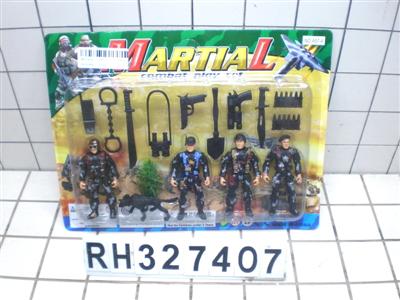 MARTIAL
combat play set
RH327407